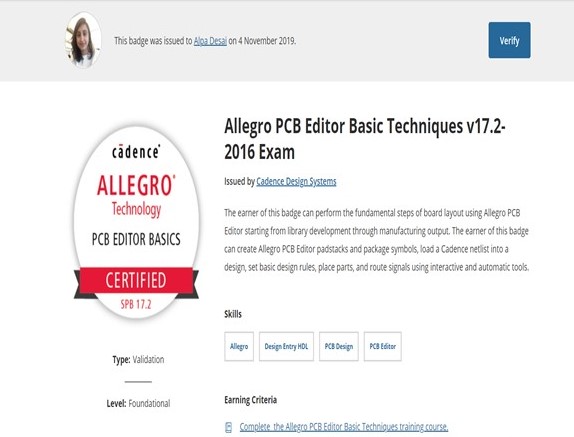 This badge was issued to Alpa Desai on 4 November 2019.
Verify
Allegro PCB Editor Basic Techniques v17.2-
2016 Exam
Issued by Cadence Design Systems
The earner of this badge can perform the fundamental steps of board layout using Allegro PCB
Editor starting from library development through manufacturing output. The earner of this badge
can create Allegro PCB Editor padstacks and package symbols, load a Cadence netlist into a
design, set basic design rules, place parts, and route signals using interactive and automatic tools.
cādence®
ALLEGRO®
Technology
PCB EDITOR BASICS
CERTIFIED
SPB 17.2
Type: Validation
Level: Foundational
Skills
Allegro
Design Entry HDL
PCB Design
PCB Editor
Earning Criteria
Complete the Allegro PCB Editor Basic Techniques training course.